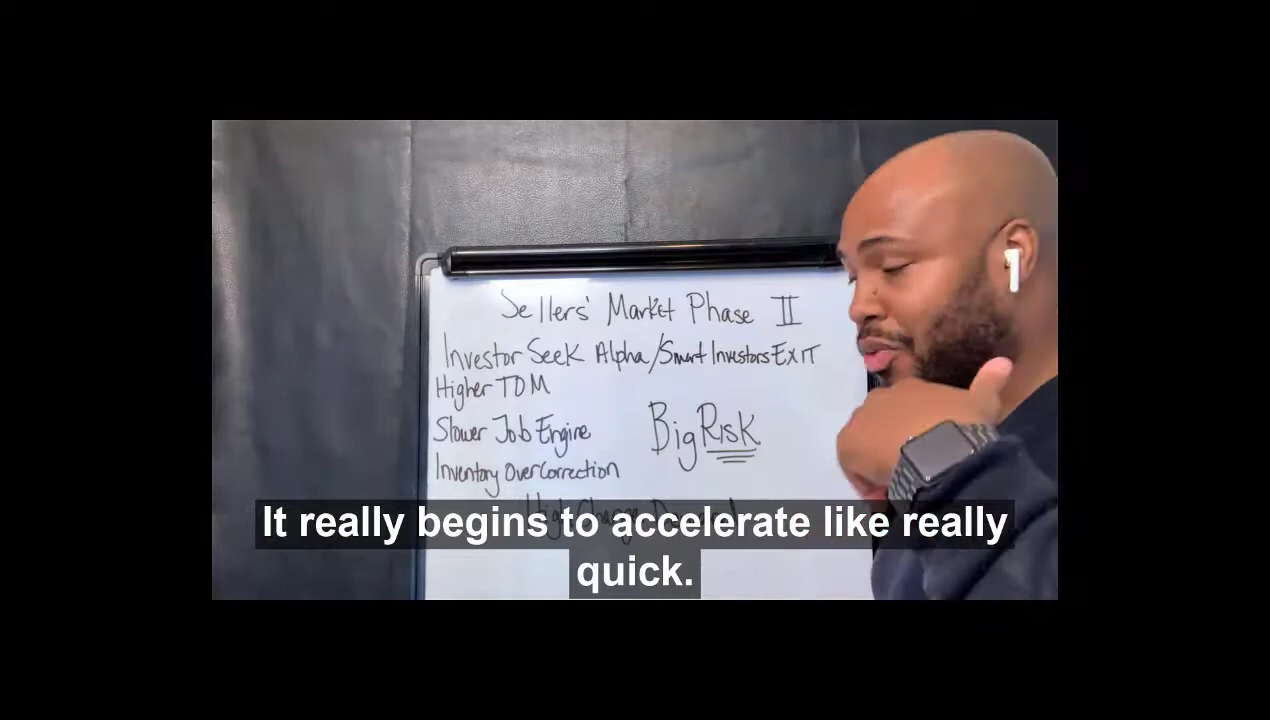 Sellers' Market Phase II
Investor Seek Alpha/Smart Investors EXIT
Higher TOM
Slower Job Engine
Big Risk
Inventory OverCorrection
It really begins to accelerate like really
quick.